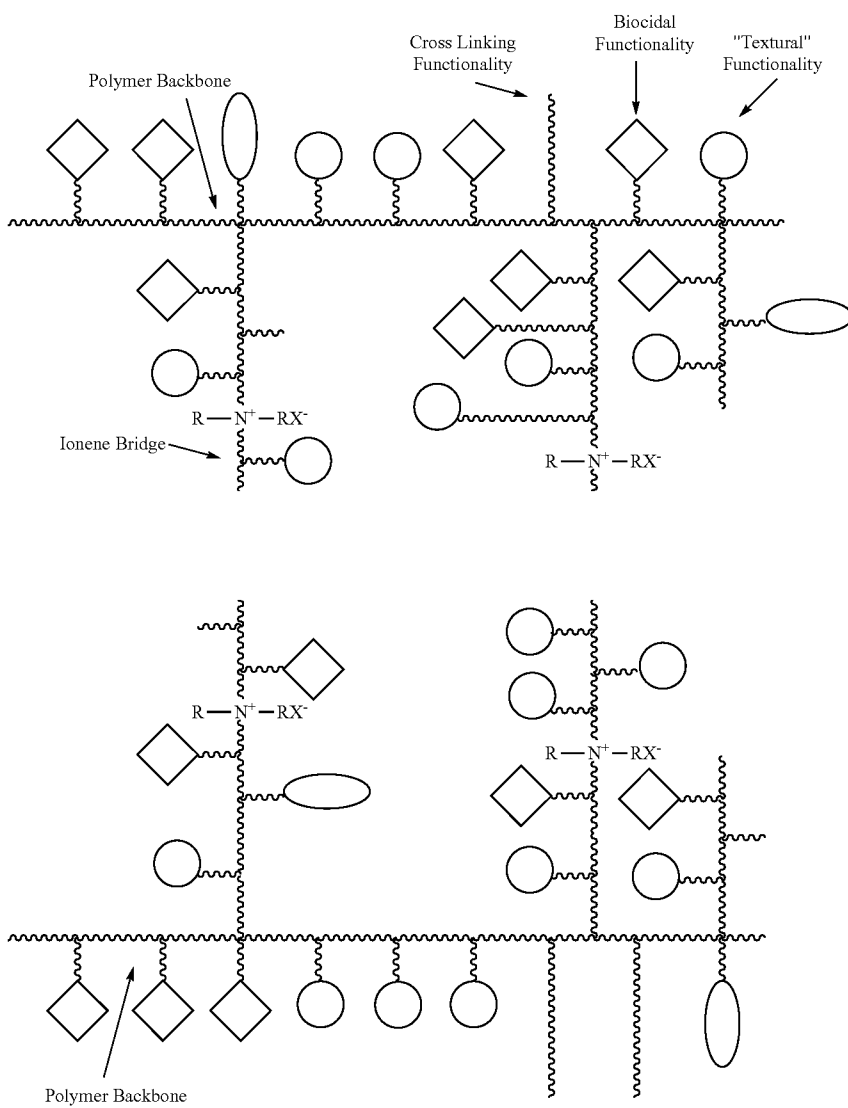 Cross Linking
Functionality
Biocidal
Functionality
"Textural"
Functionality
Polymer Backbone
R—N⁺—RX⁻
Ionene Bridge
R—N⁺—RX⁻
R—N⁺—RX⁻
R—N⁺—RX⁻
Polymer Backbone